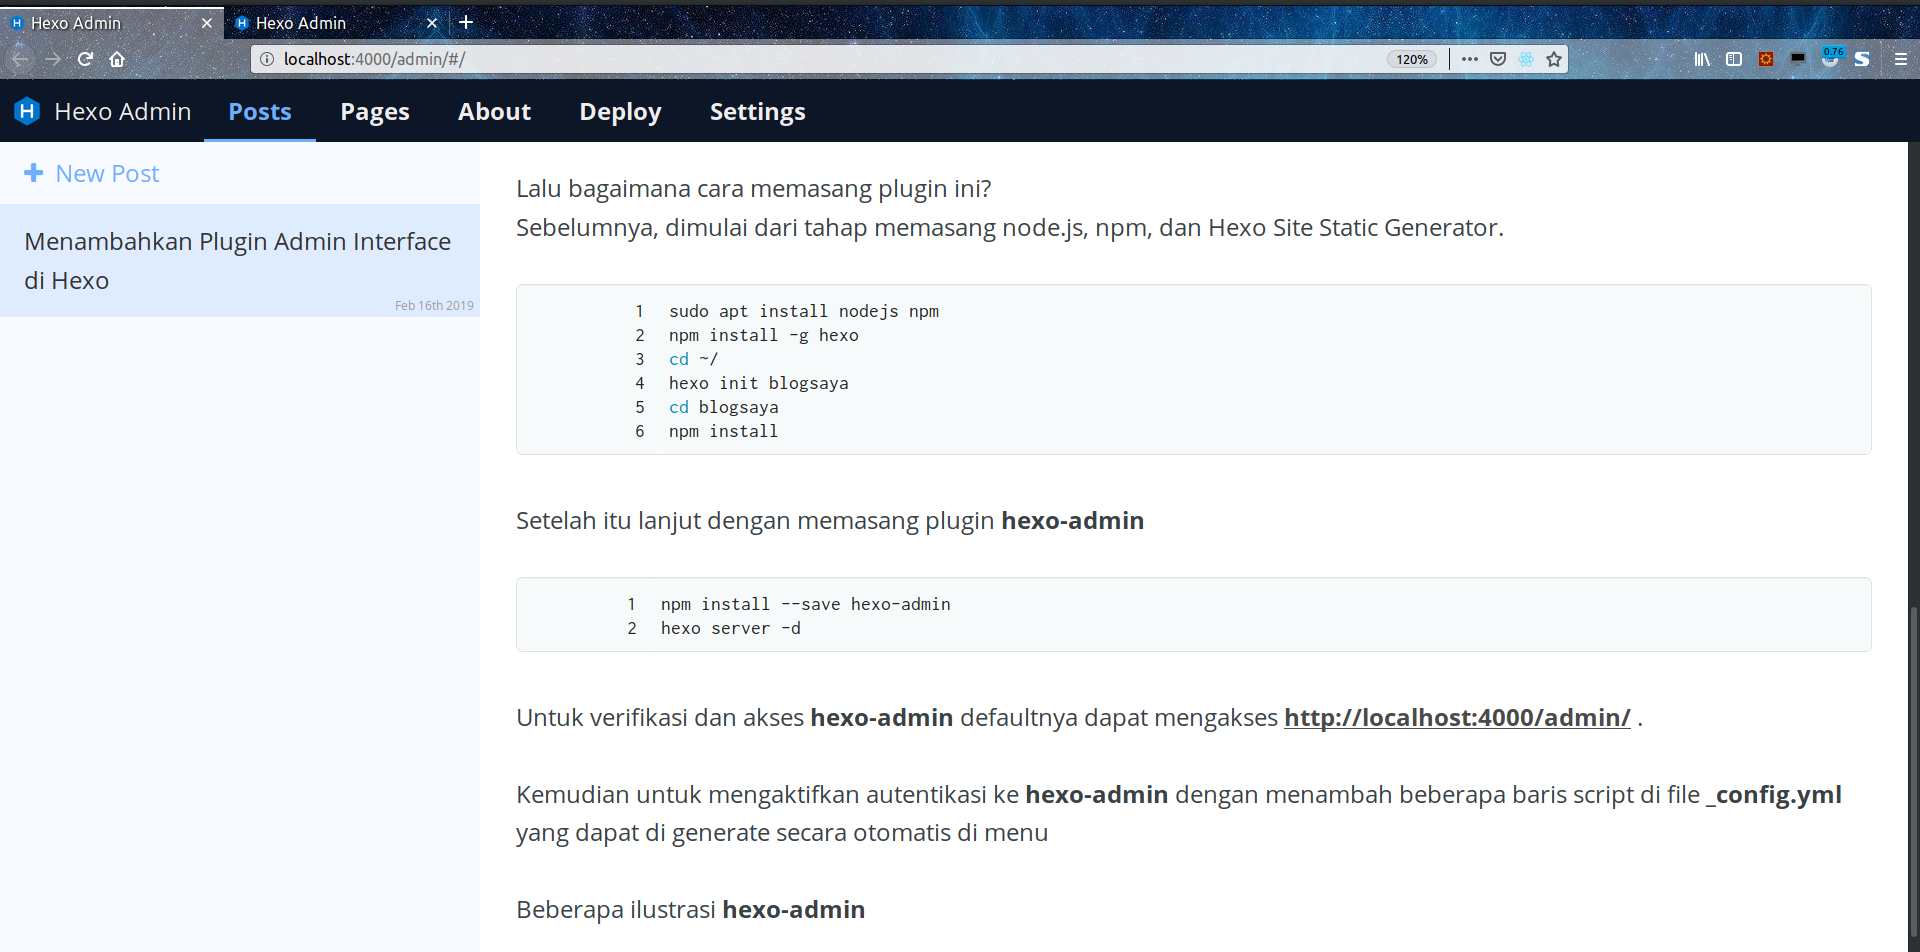 Hexo Admin
Hexo Admin
localhost:4000/admin/#/
120%
0.76
Hexo Admin Posts Pages About Deploy Settings
New Post
Menambahkan Plugin Admin Interface
di Hexo
Feb 16th 2019
Lalu bagaimana cara memasang plugin ini?
Sebelumnya, dimulai dari tahap memasang node.js, npm, dan Hexo Site Static Generator.
1 sudo apt install nodejs npm
2 npm install -g hexo
3 cd ~/
4 hexo init blogsaya
5 cd blogsaya
6 npm install
Setelah itu lanjut dengan memasang plugin hexo-admin
1 npm install --save hexo-admin
2 hexo server -d
Untuk verifikasi dan akses hexo-admin defaultnya dapat mengakses http://localhost:4000/admin/ .
Kemudian untuk mengaktifkan autentikasi ke hexo-admin dengan menambah beberapa baris script di file _config.yml
yang dapat di generate secara otomatis di menu
Beberapa ilustrasi hexo-admin